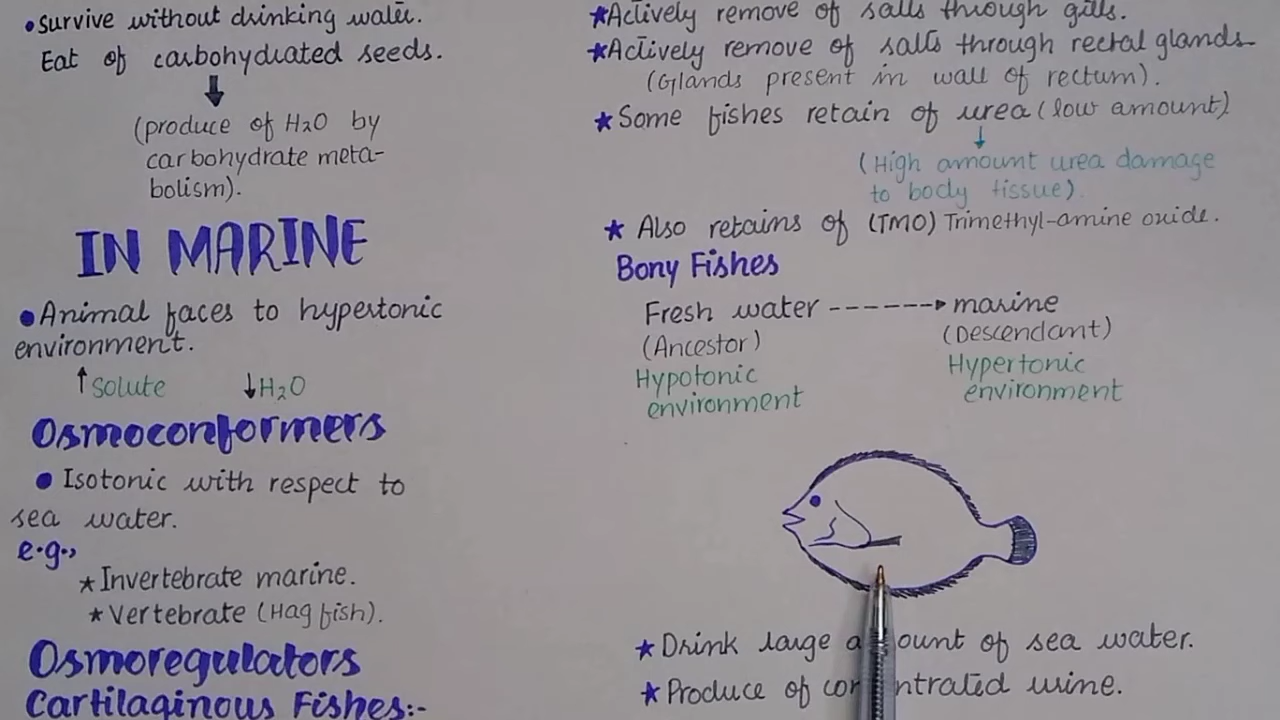 •survive without drinking water.
Eat of carbohydrated seeds.
(produce of H2O by
carbohydrate meta-
bolism).
IN MARINE
•Animal faces to hypertonic
environment.
↑Solute ↓H2O
Osmoconformers
• Isotonic with respect to
sea water.
e.g.,
★Invertebrate marine.
★Vertebrate (Hag fish).
Osmoregulators
Cartilaginous Fishes:-
★Actively remove of salts through gills.
★Actively remove of salts through rectal glands
(Glands present in wall of rectum).
★Some fishes retain of urea (low amount)
(High amount urea damage
to body tissue).
★ Also retains of (TMO) Trimethyl-amine oxide.
Bony Fishes
Fresh water ------→ marine
(Ancestor) (Descendant)
Hypotonic Hypertonic
environment environment
★Drink large amount of sea water.
★Produce of concentrated urine.